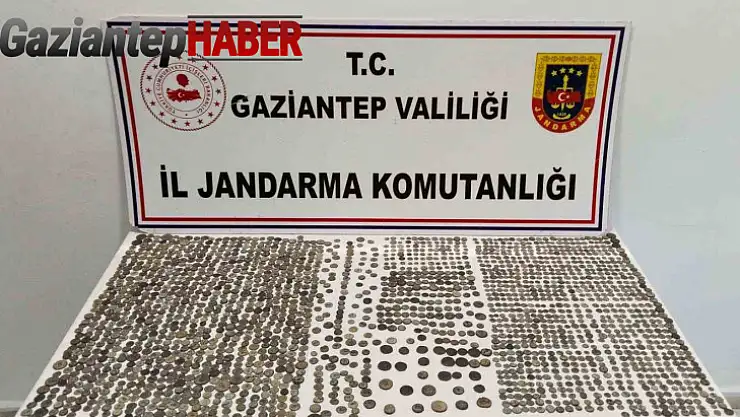 GaziantepHABER
T.C.
GAZİANTEP VALİLİĞİ
JANDARMA
İL JANDARMA KOMUTANLIĞI